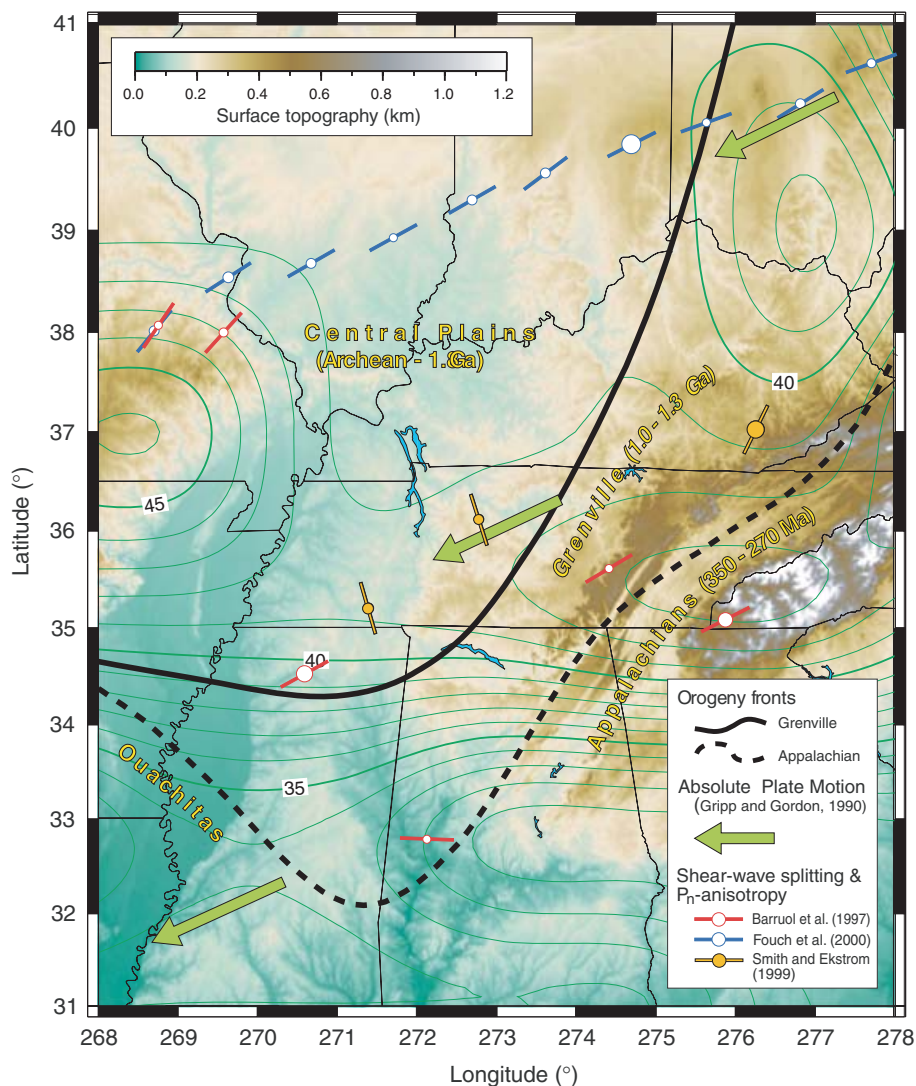 41
40
39
38
37
36
35
34
33
32
31
Latitude (°)
0.0 0.2 0.4 0.6 0.8 1.0 1.2
Surface topography (km)
Central Plains
(Archean - 1.8Ga)
40
Grenville (1.0 - 1.3 Ga)
45
Appalachians (350 - 270 Ma)
40
35
Ouachitas
Orogeny fronts
Grenville
Appalachian
Absolute Plate Motion
(Gripp and Gordon, 1990)
Shear-wave splitting &
Pn-anisotropy
Barruol et al. (1997)
Fouch et al. (2000)
Smith and Ekstrom
(1999)
268 269 270 271 272 273 274 275 276 277 278
Longitude (°)